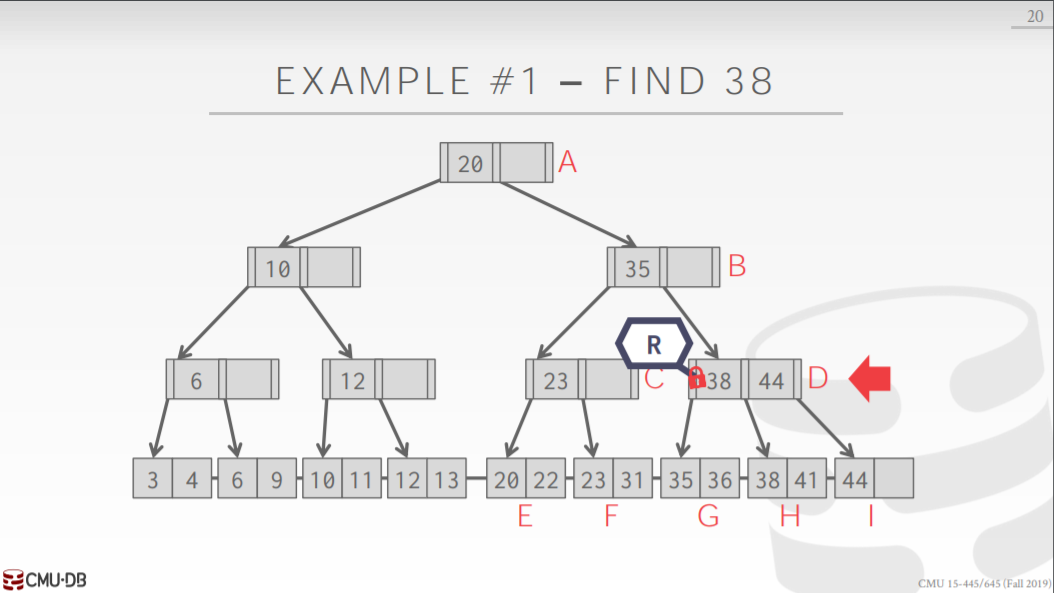 20
EXAMPLE #1 – FIND 38
20 A
10 35 B
R
6 12 23 C 38 44 D
3 4 6 9 10 11 12 13 20 22 23 31 35 36 38 41 44
E F G H I
CMU·DB CMU 15-445/645 (Fall 2019)